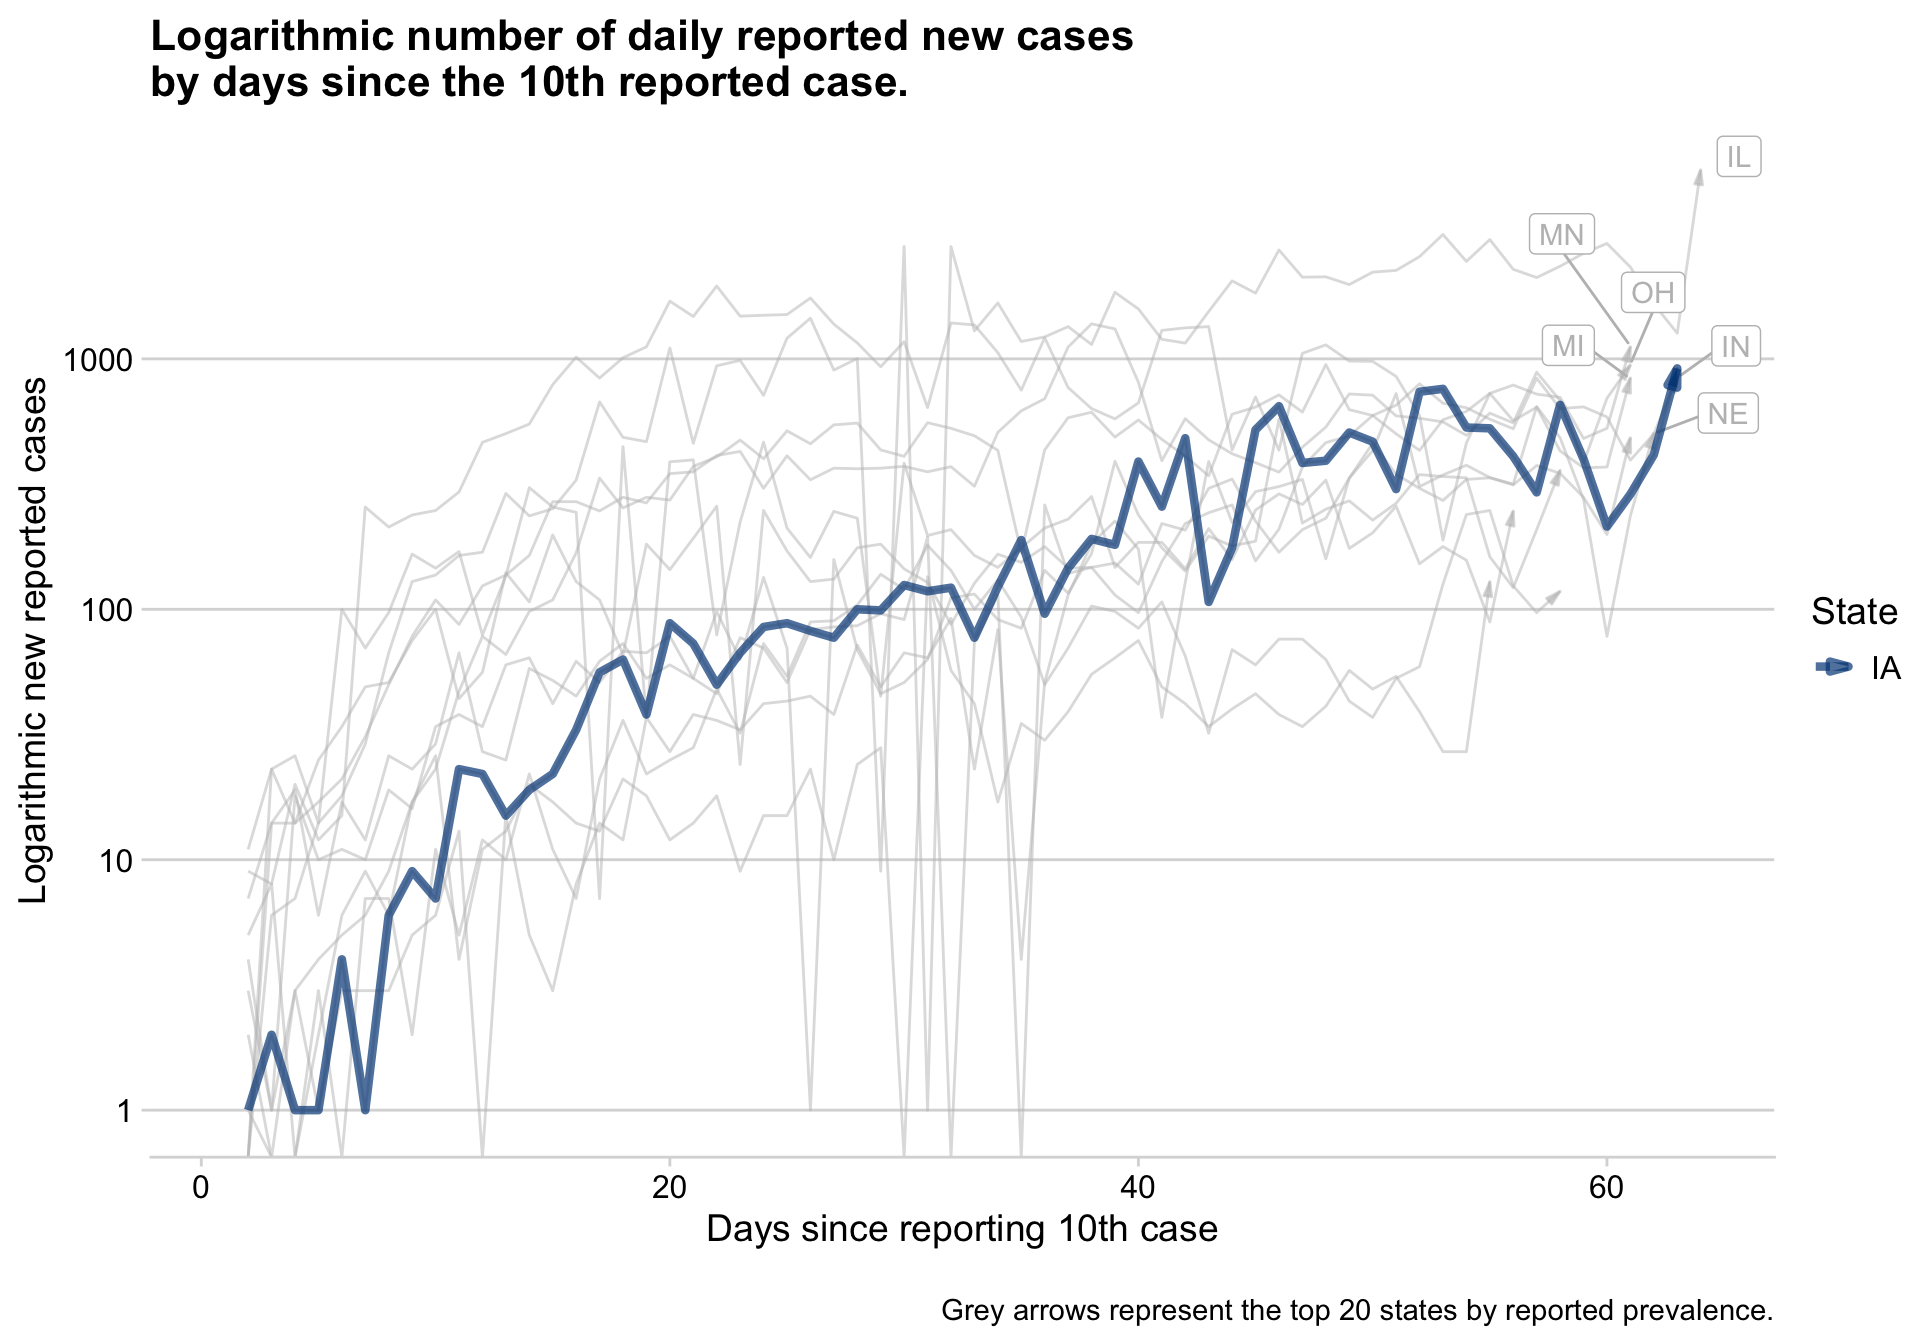 Logarithmic number of daily reported new cases
by days since the 10th reported case.
IL
MN
OH
MI
IN
NE
1000
100
10
1
Logarithmic new reported cases
State
IA
0
20
40
60
Days since reporting 10th case
Grey arrows represent the top 20 states by reported prevalence.